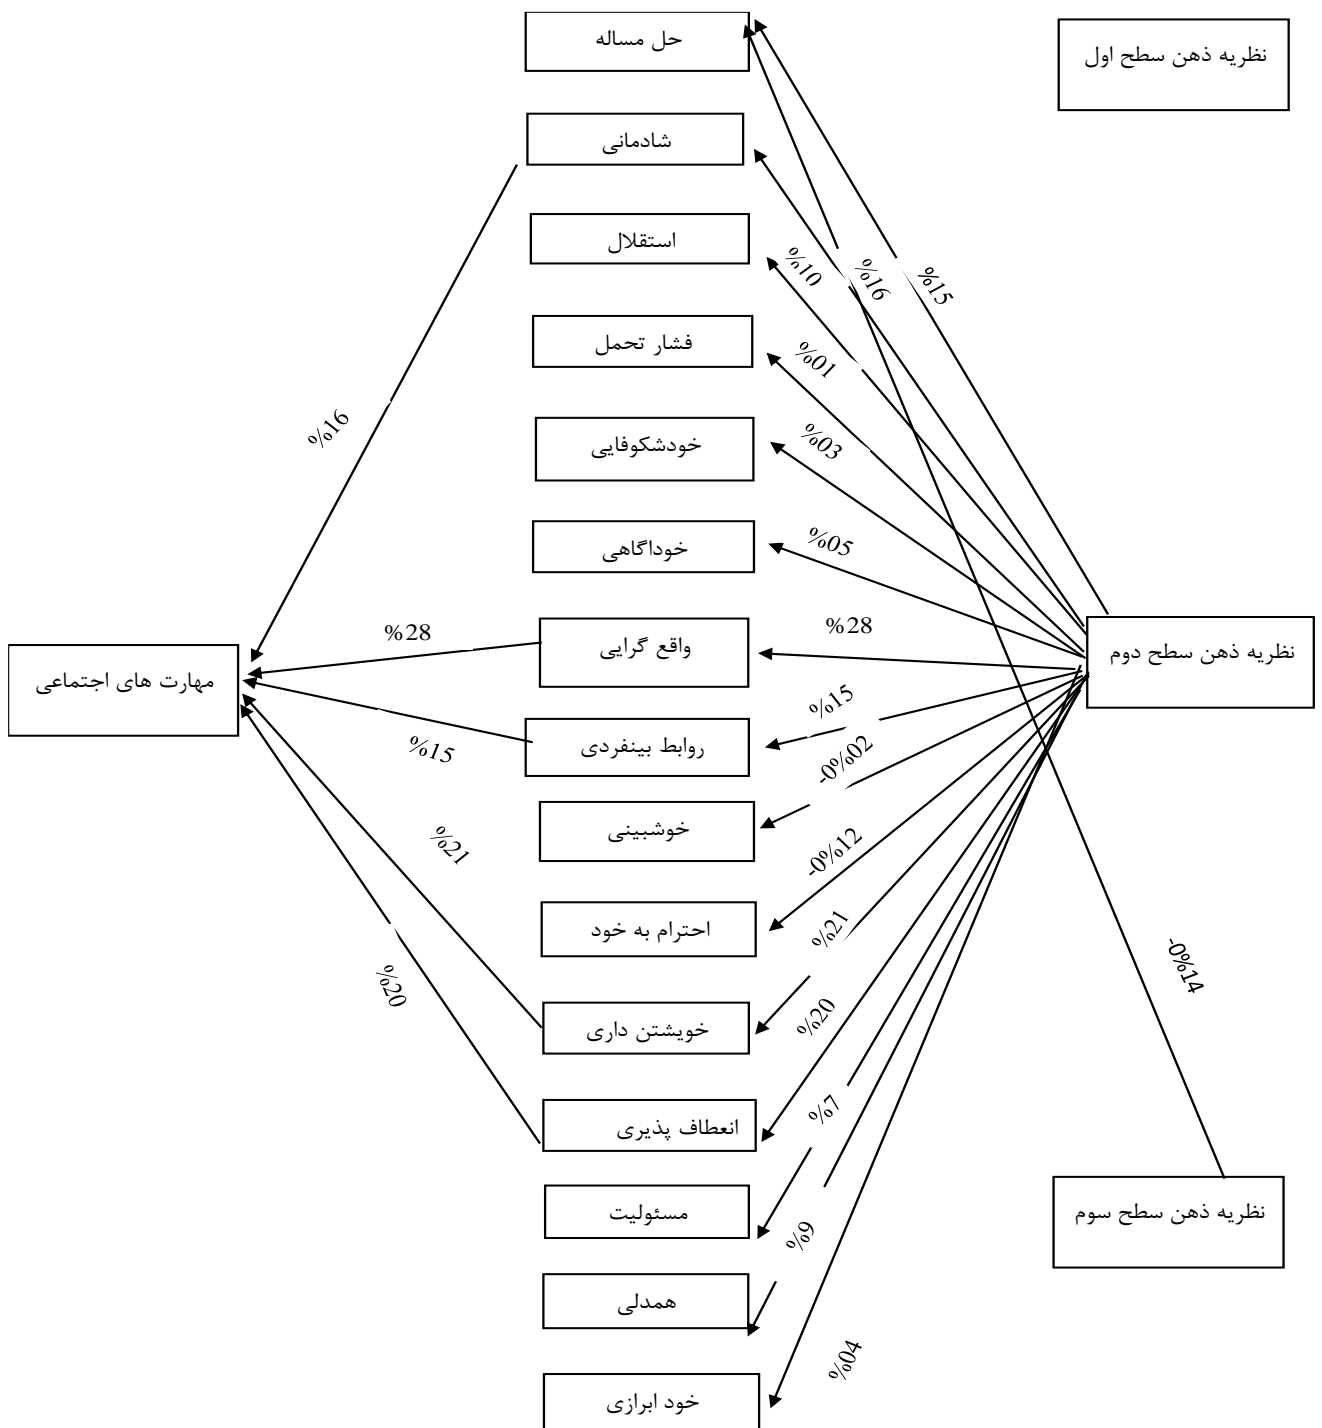 حل مساله
نظریه ذهن سطح اول
شادمانی
استقلال
%10
%16
%15
فشار تحمل
%01
%16
خودشکوفایی
%03
خوداگاهی
%05
واقع گرایی
%28
%28
نظریه ذهن سطح دوم
مهارت های اجتماعی
روابط بینفردی
%15
%15
خوشبینی
-0%02
%21
احترام به خود
-0%12
%21
-0%14
%20
خویشتن داری
%20
انعطاف پذیری
%7
مسئولیت
نظریه ذهن سطح سوم
%9
همدلی
%04
خود ابرازی